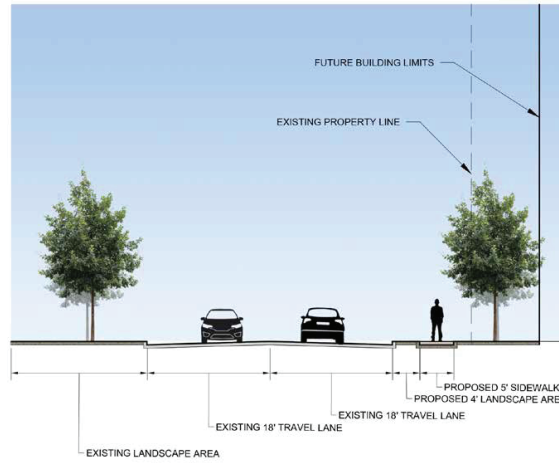 FUTURE BUILDING LIMITS
EXISTING PROPERTY LINE
PROPOSED 5' SIDEWALK
PROPOSED 4' LANDSCAPE ARE
EXISTING 18' TRAVEL LANE
EXISTING 18' TRAVEL LANE
EXISTING LANDSCAPE AREA